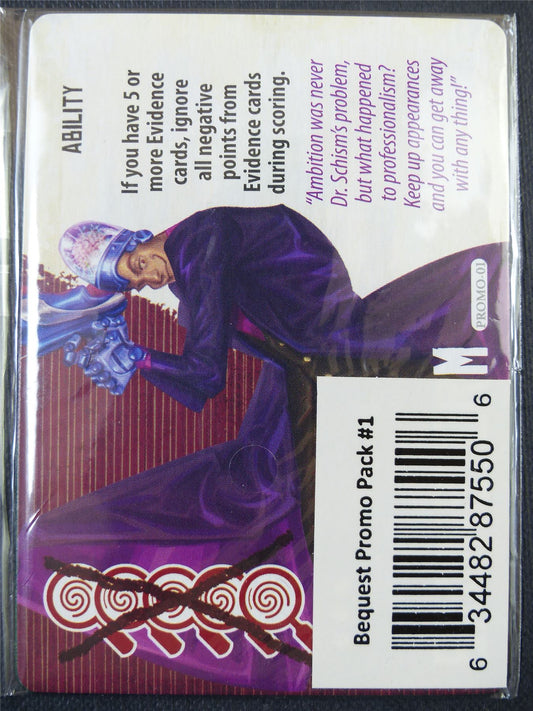 ABILITY
If you have 5 or
more Evidence
cards, ignore
all negative
points from
Evidence cards
during scoring.
"Ambition was never
Dr. Schism's problem,
but what happened
to professionalism?
Keep up appearances
and you can get away
with any thing!"
M
PROMO-01
Bequest Promo Pack #1
6 34482 87550 6